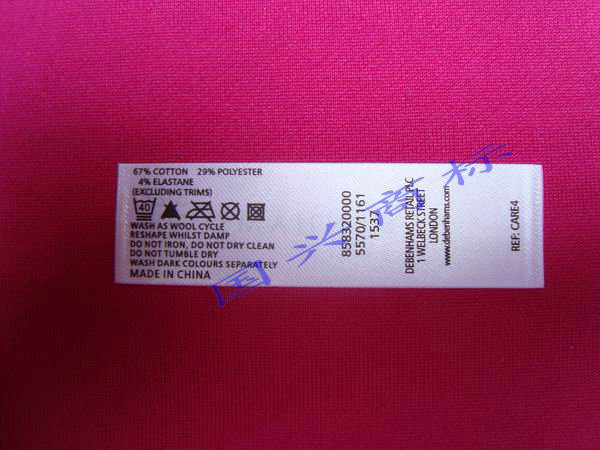 67% COTTON 29% POLYESTER
4% ELASTANE
(EXCLUDING TRIMS)
40
WASH AS WOOL CYCLE
RESHAPE WHILST DAMP
DO NOT IRON, DO NOT DRY CLEAN
DO NOT TUMBLE DRY
WASH DARK COLOURS SEPARATELY
MADE IN CHINA
858320000
5570/1161
1537
DEBENHAMS RETAIL PLC
1 WELBECK STREET
LONDON
www.debenhams.com
REF: CARE4
国兴商标